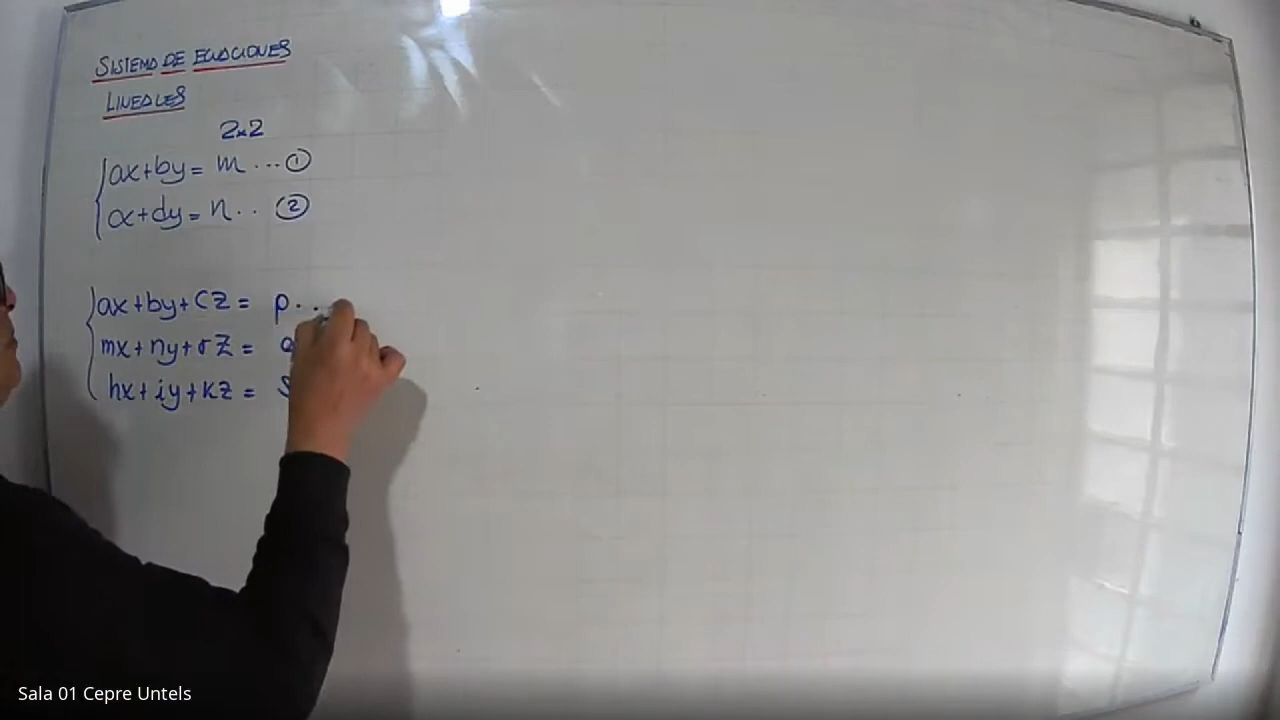 SISTEMA DE ECUACIONES
LINEALES
2x2
ax+by= m ... ①
cx+dy= n .. ②
ax+by+cz= p...
mx+ny+rz=
hx+iy+kz= S
Sala 01 Cepre Untels